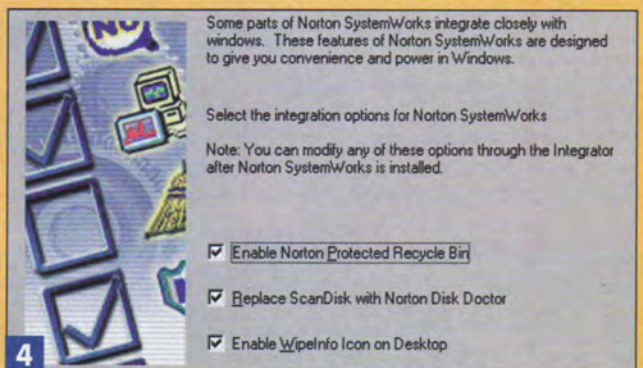 Some parts of Norton SystemWorks integrate closely with
windows. These features of Norton SystemWorks are designed
to give you convenience and power in Windows.
Select the integration options for Norton SystemWorks
Note: You can modify any of these options through the Integrator
after Norton SystemWorks is installed.
Enable Norton Protected Recycle Bin
Replace ScanDisk with Norton Disk Doctor
Enable WipeInfo Icon on Desktop
4